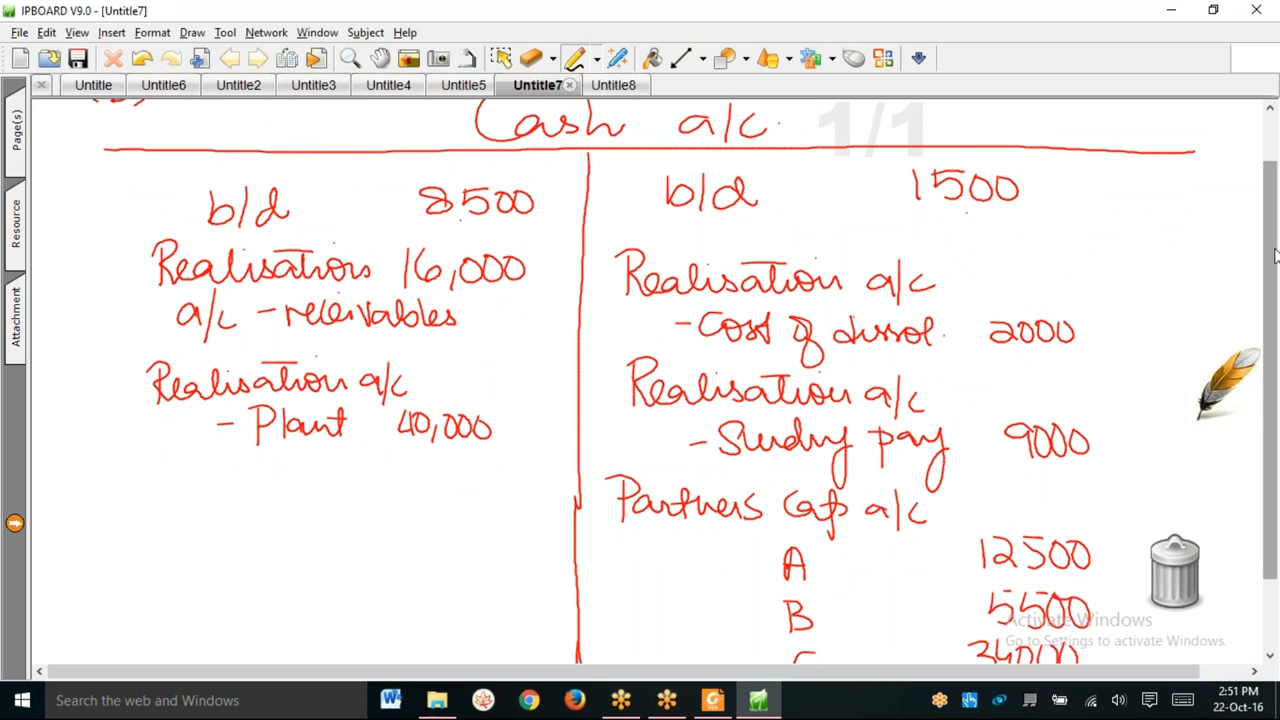 IPBOARD V9.0 - [Untitle7]
File Edit View Insert Format Draw Tool Network Window Subject Help
Untitle Untitle6 Untitle2 Untitle3 Untitle4 Untitle5 Untitle7 Untitle8
Page(s)
Resource
Attachment
1/1
Cash a/c.
b/d 8500
Realisation 16,000
a/c - receivables
Realisation a/c
- Plant 40,000
b/d 1500
Realisation a/c
- Cost of dissol. 2000
Realisation a/c
- Sundry pay 9000
Partners cap a/c
A 12500
B 5500
C 34000
Activate Windows
Go to Settings to activate Windows.
Search the web and Windows
2:51 PM
22-Oct-16